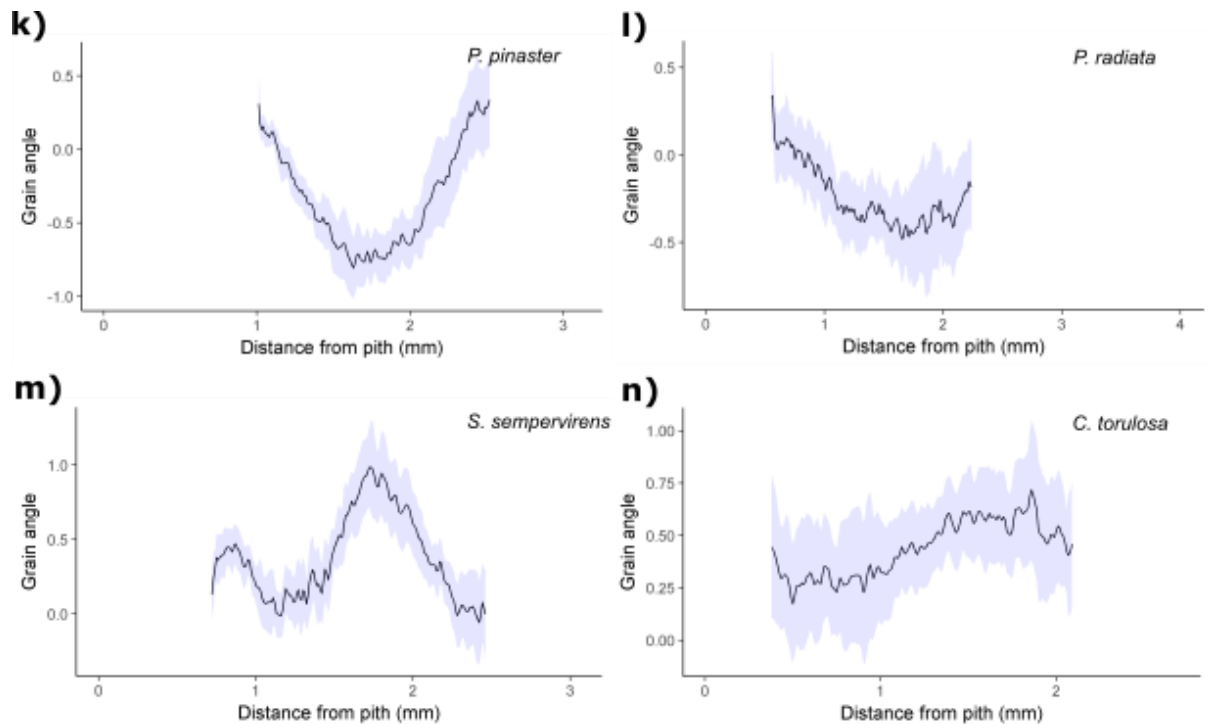 k)
P. pinaster
0.5
0.0
-0.5
-1.0
Grain angle
0 1 2 3
Distance from pith (mm)
l)
P. radiata
0.5
0.0
-0.5
Grain angle
0 1 2 3 4
Distance from pith (mm)
m)
S. sempervirens
1.0
0.5
0.0
Grain angle
0 1 2 3
Distance from pith (mm)
n)
C. torulosa
1.00
0.75
0.50
0.25
0.00
Grain angle
0 1 2
Distance from pith (mm)